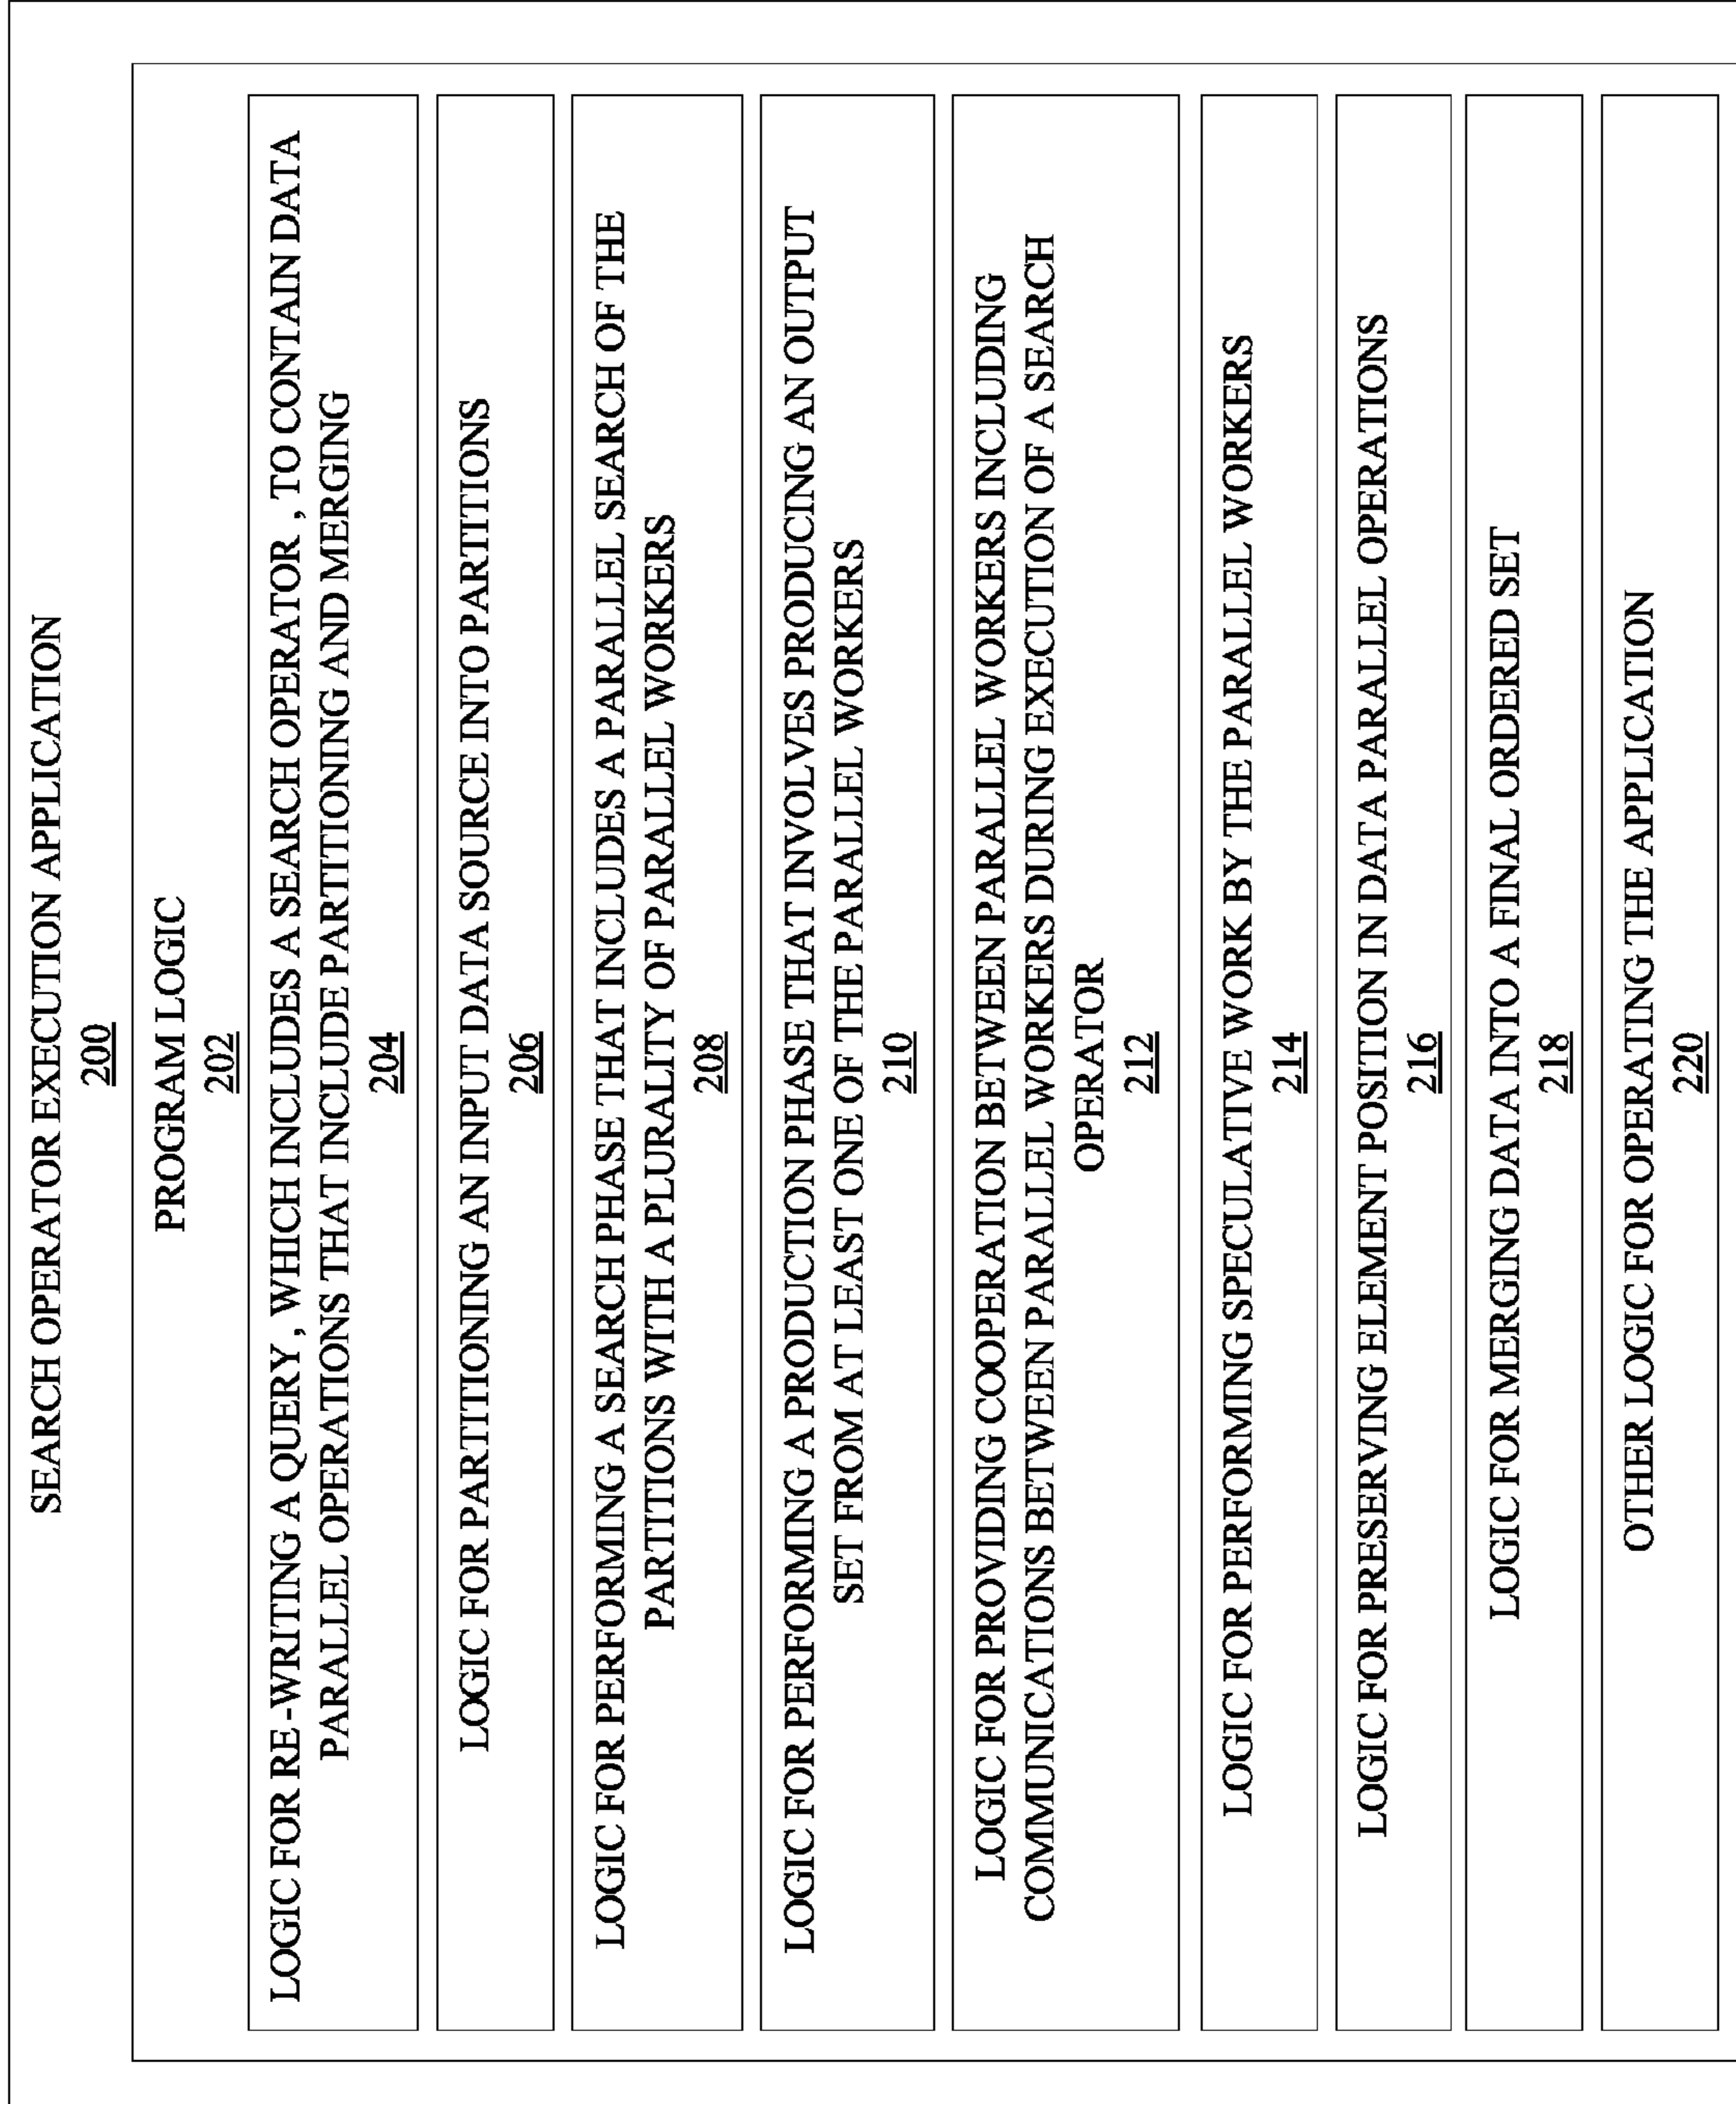 SEARCH OPERATOR EXECUTION APPLICATION
200
PROGRAM LOGIC
202
LOGIC FOR RE-WRITING A QUERY, WHICH INCLUDES A SEARCH OPERATOR, TO CONTAIN DATA
PARALLEL OPERATIONS THAT INCLUDE PARTITIONING AND MERGING
204
LOGIC FOR PARTITIONING AN INPUT DATA SOURCE INTO PARTITIONS
206
LOGIC FOR PERFORMING A SEARCH PHASE THAT INCLUDES A PARALLEL SEARCH OF THE
PARTITIONS WITH A PLURALITY OF PARALLEL WORKERS
208
LOGIC FOR PERFORMING A PRODUCTION PHASE THAT INVOLVES PRODUCING AN OUTPUT
SET FROM AT LEAST ONE OF THE PARALLEL WORKERS
210
LOGIC FOR PROVIDING COOPERATION BETWEEN PARALLEL WORKERS INCLUDING
COMMUNICATIONS BETWEEN PARALLEL WORKERS DURING EXECUTION OF A SEARCH
OPERATOR
212
LOGIC FOR PERFORMING SPECULATIVE WORK BY THE PARALLEL WORKERS
214
LOGIC FOR PRESERVING ELEMENT POSITION IN DATA PARALLEL OPERATIONS
216
LOGIC FOR MERGING DATA INTO A FINAL ORDERED SET
218
OTHER LOGIC FOR OPERATING THE APPLICATION
220